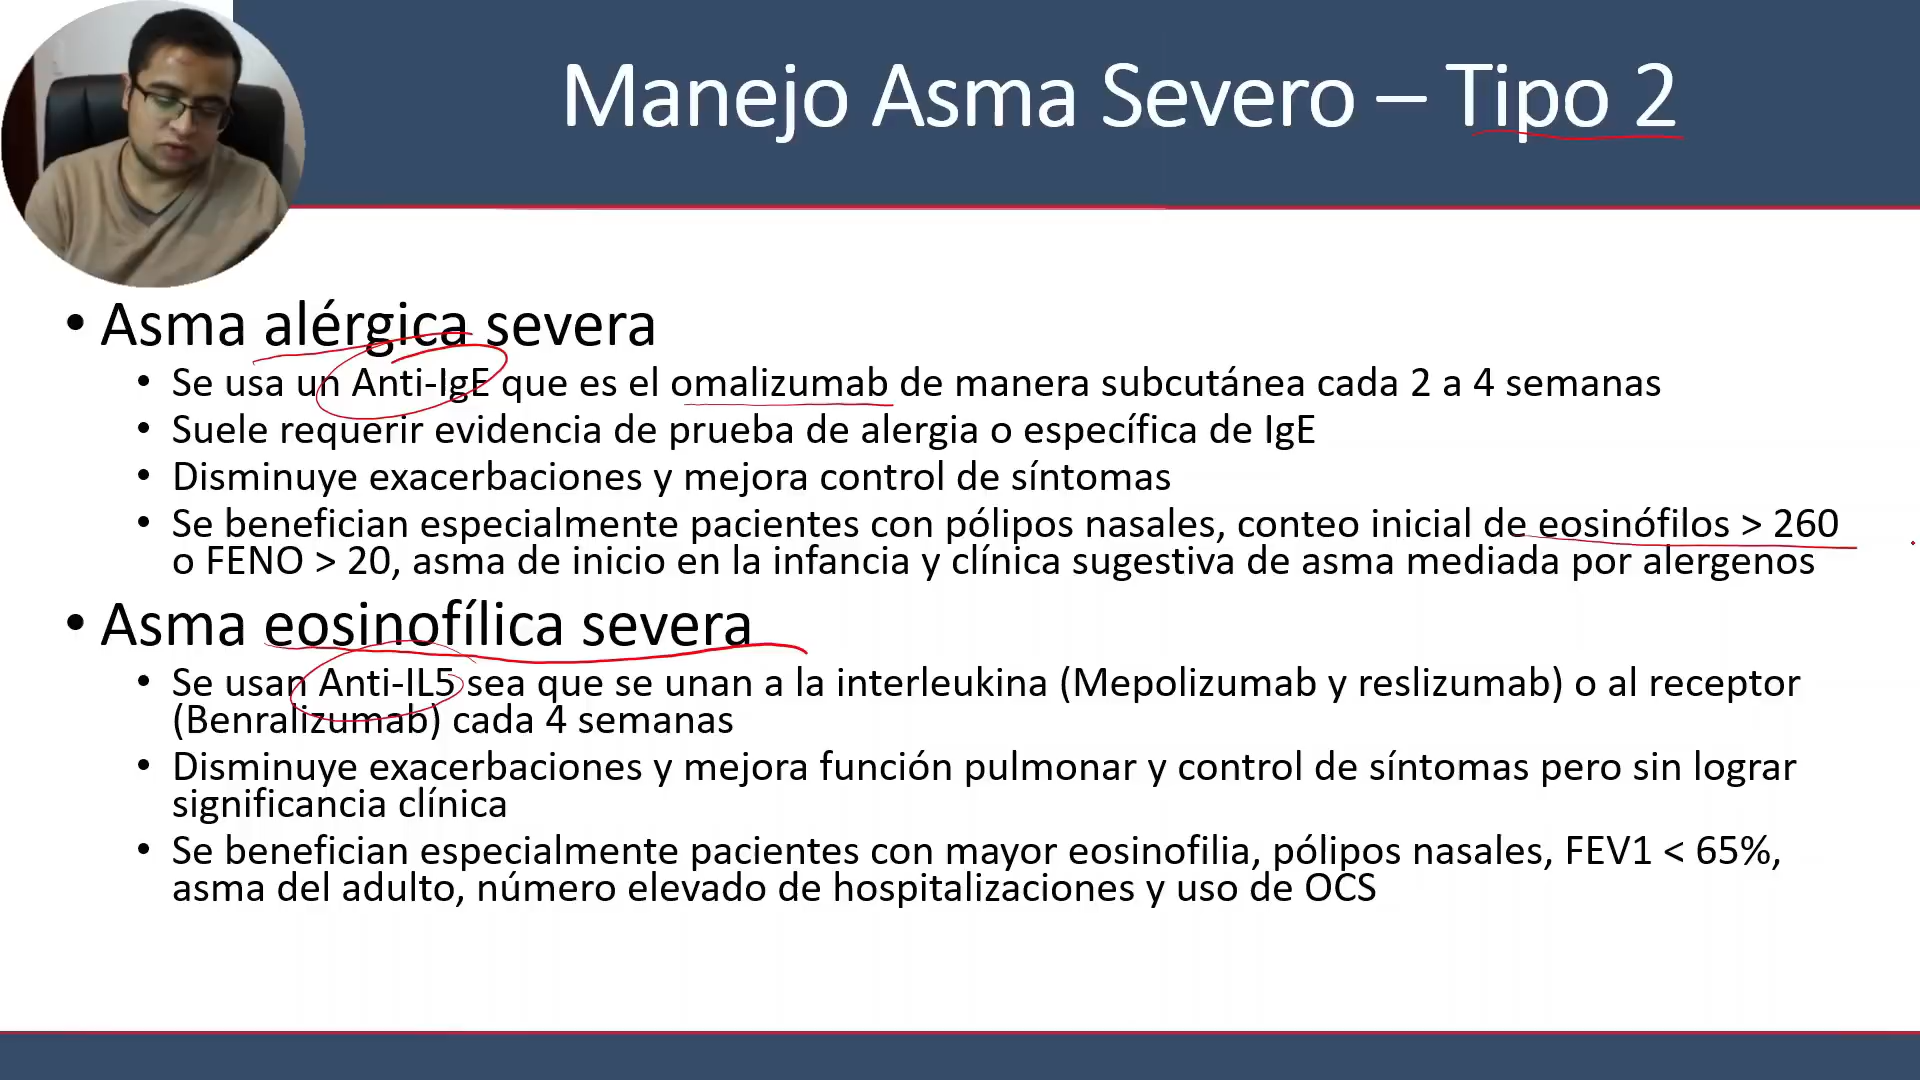 Manejo Asma Severo – Tipo 2
• Asma alérgica severa
• Se usa un Anti-IgE que es el omalizumab de manera subcutánea cada 2 a 4 semanas
• Suele requerir evidencia de prueba de alergia o específica de IgE
• Disminuye exacerbaciones y mejora control de síntomas
• Se benefician especialmente pacientes con pólipos nasales, conteo inicial de eosinófilos > 260
o FENO > 20, asma de inicio en la infancia y clínica sugestiva de asma mediada por alergenos
• Asma eosinofílica severa
• Se usan Anti-IL5 sea que se unan a la interleukina (Mepolizumab y reslizumab) o al receptor
(Benralizumab) cada 4 semanas
• Disminuye exacerbaciones y mejora función pulmonar y control de síntomas pero sin lograr
significancia clínica
• Se benefician especialmente pacientes con mayor eosinofilia, pólipos nasales, FEV1 < 65%,
asma del adulto, número elevado de hospitalizaciones y uso de OCS